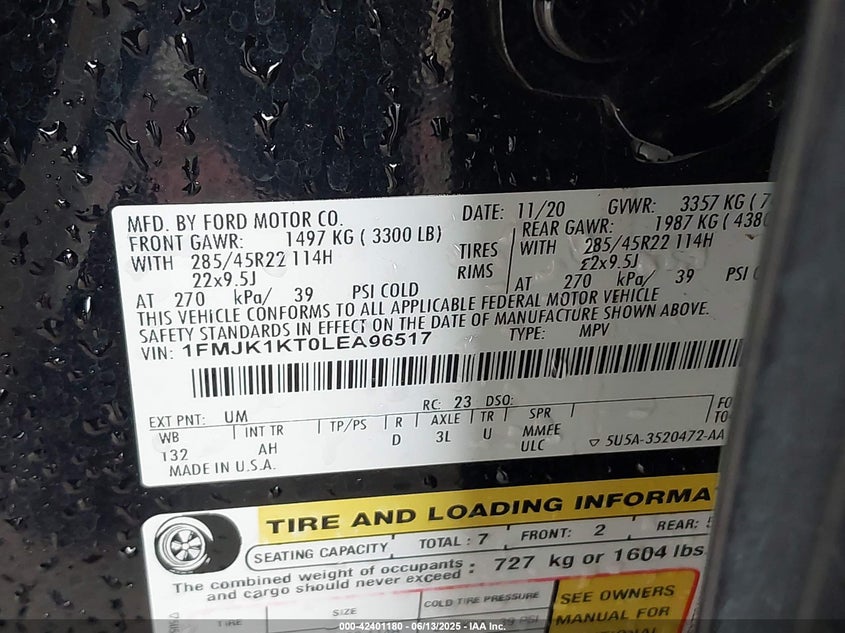 MFD. BY FORD MOTOR CO. DATE: 11/20 GVWR: 3357 KG ( 7
FRONT GAWR: 1497 KG ( 3300 LB) REAR GAWR: 1987 KG ( 4380
WITH 285/45R22 114H TIRES WITH 285/45R22 114H
22x9.5J RIMS 22x9.5J
AT 270 kPa/ 39 PSI COLD AT 270 kPa/ 39 PSI
THIS VEHICLE CONFORMS TO ALL APPLICABLE FEDERAL MOTOR VEHICLE
SAFETY STANDARDS IN EFFECT ON THE DATE OF MANUFACTURE SHOWN ABOVE.
VIN: 1FMJK1KT0LEA96517 TYPE: MPV
EXT PNT: UM RC: 23 DSO: FO
WB INT TR TP/PS R AXLE TR SPR TO
132 AH D 3L U MMFE
ULC ▽ 5U5A-3520472-AA
MADE IN U.S.A.
TIRE AND LOADING INFORMA
SEATING CAPACITY TOTAL : 7 FRONT: 2 REAR:
The combined weight of occupants and cargo should never exceed : 727 kg or 1604 lbs.
TIRE SIZE COLD TIRE PRESSURE SEE OWNERS
PSI MANUAL FOR
000-42401180 - 06/13/2025 - IAA Inc.